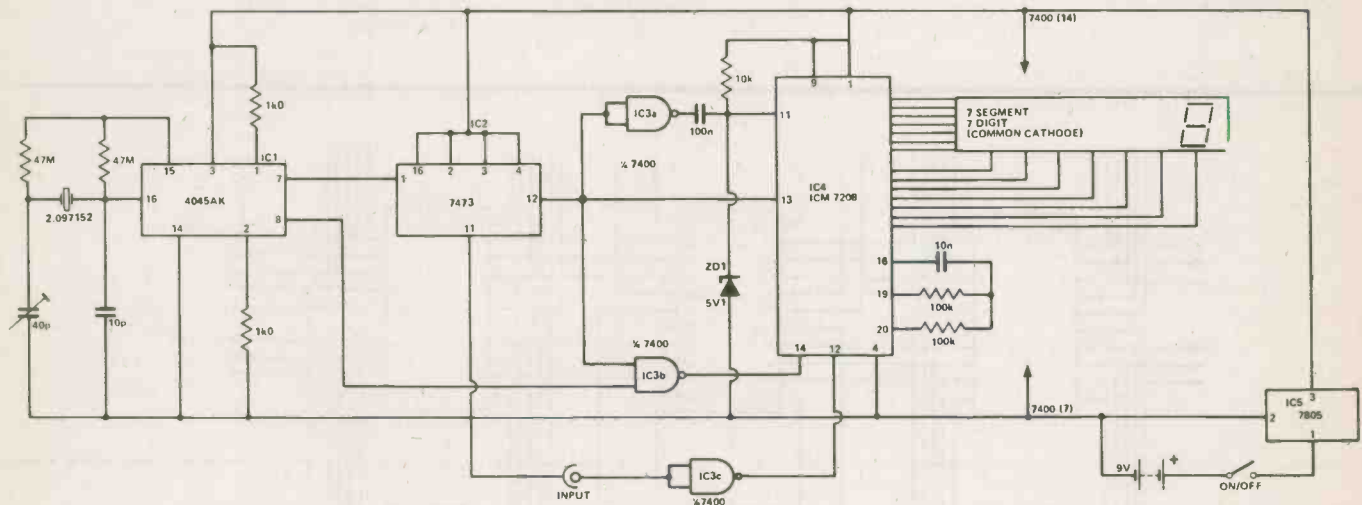 7400 (14)
10k
9
1
1k0
IC2
IC3a
100n
11
7 SEGMENT
7 DIGIT
(COMMON CATHODE)
47M
47M
IC1
15
3
1
16
2
3
4
¼ 7400
7
1
2.097152
16
4045AK
8
7473
12
13
IC4
ICM 7208
14
2
11
16
10n
ZD1
5V1
19
100k
20
100k
40p
10p
1k0
¼ 7400
14
12
4
IC3b
7400 (7)
3
IC5
7805
2
1
9V
+
ON/OFF
INPUT
IC3c
¼7400